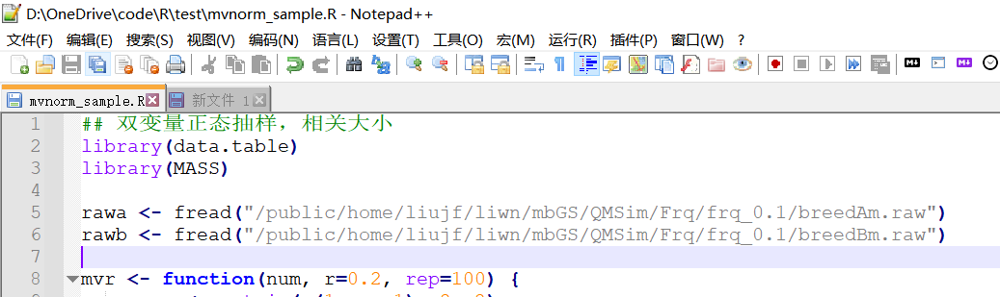 D:\OneDrive\code\R\test\mvnorm_sample.R - Notepad++
文件(F) 编辑(E) 搜索(S) 视图(V) 编码(N) 语言(L) 设置(T) 工具(O) 宏(M) 运行(R) 插件(P) 窗口(W) ?
mvnorm_sample.R 新文件 1
1 ## 双变量正态抽样，相关大小
2 library(data.table)
3 library(MASS)
4
5 rawa <- fread("/public/home/liujf/liwn/mbGS/QMSim/Frq/frq_0.1/breedAm.raw")
6 rawb <- fread("/public/home/liujf/liwn/mbGS/QMSim/Frq/frq_0.1/breedBm.raw")
7
8 mvr <- function(num, r=0.2, rep=100) {